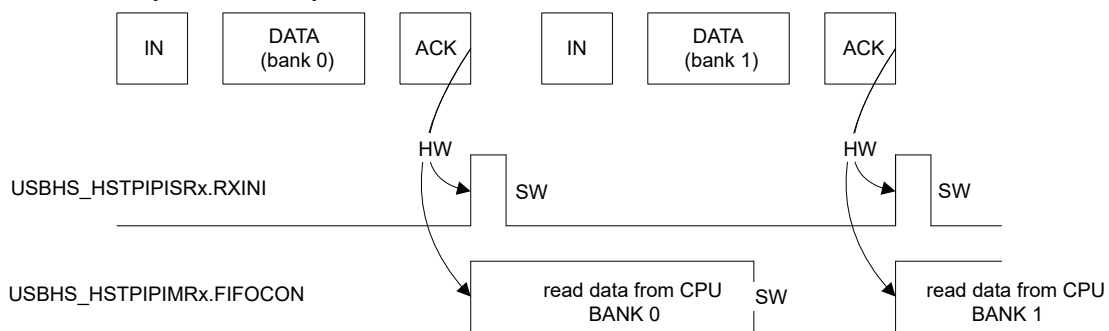 IN
DATA
(bank 0)
ACK
IN
DATA
(bank 1)
ACK
HW
HW
USBHS_HSTPIPISRx.RXINI
SW
SW
USBHS_HSTPIPIMRx.FIFOCON
read data from CPU
BANK 0
SW
read data from CPU
BANK 1